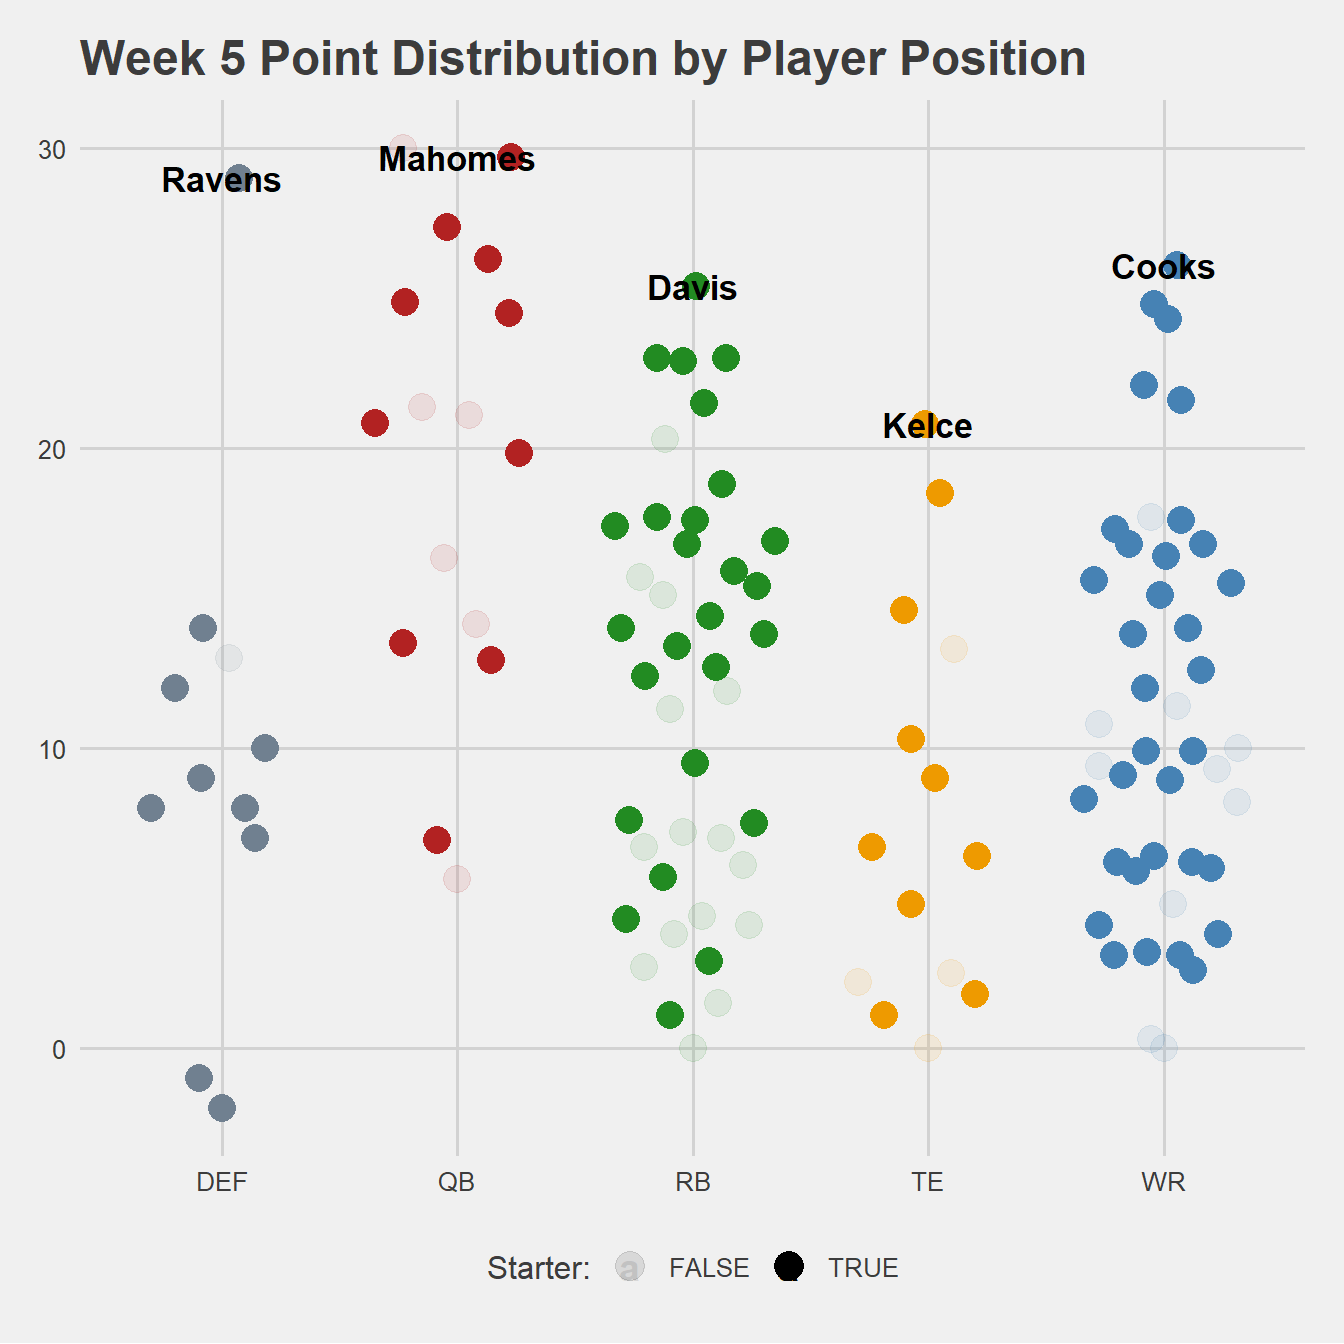 Week 5 Point Distribution by Player Position
30
Ravens
Mahomes
Davis
Cooks
20
Kelce
10
0
DEF QB RB TE WR
Starter: a FALSE a TRUE